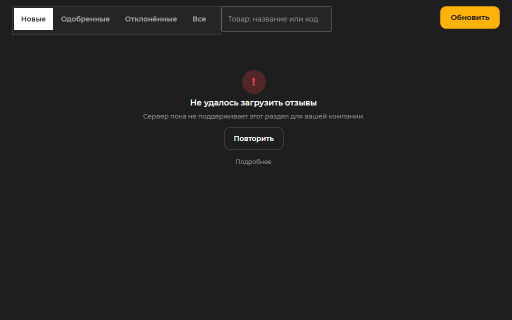 Новые Одобренные Отклонённые Все Товар: название или код Обновить
!
Не удалось загрузить отзывы
Сервер пока не поддерживает этот раздел для вашей компании.
Повторить
Подробнее